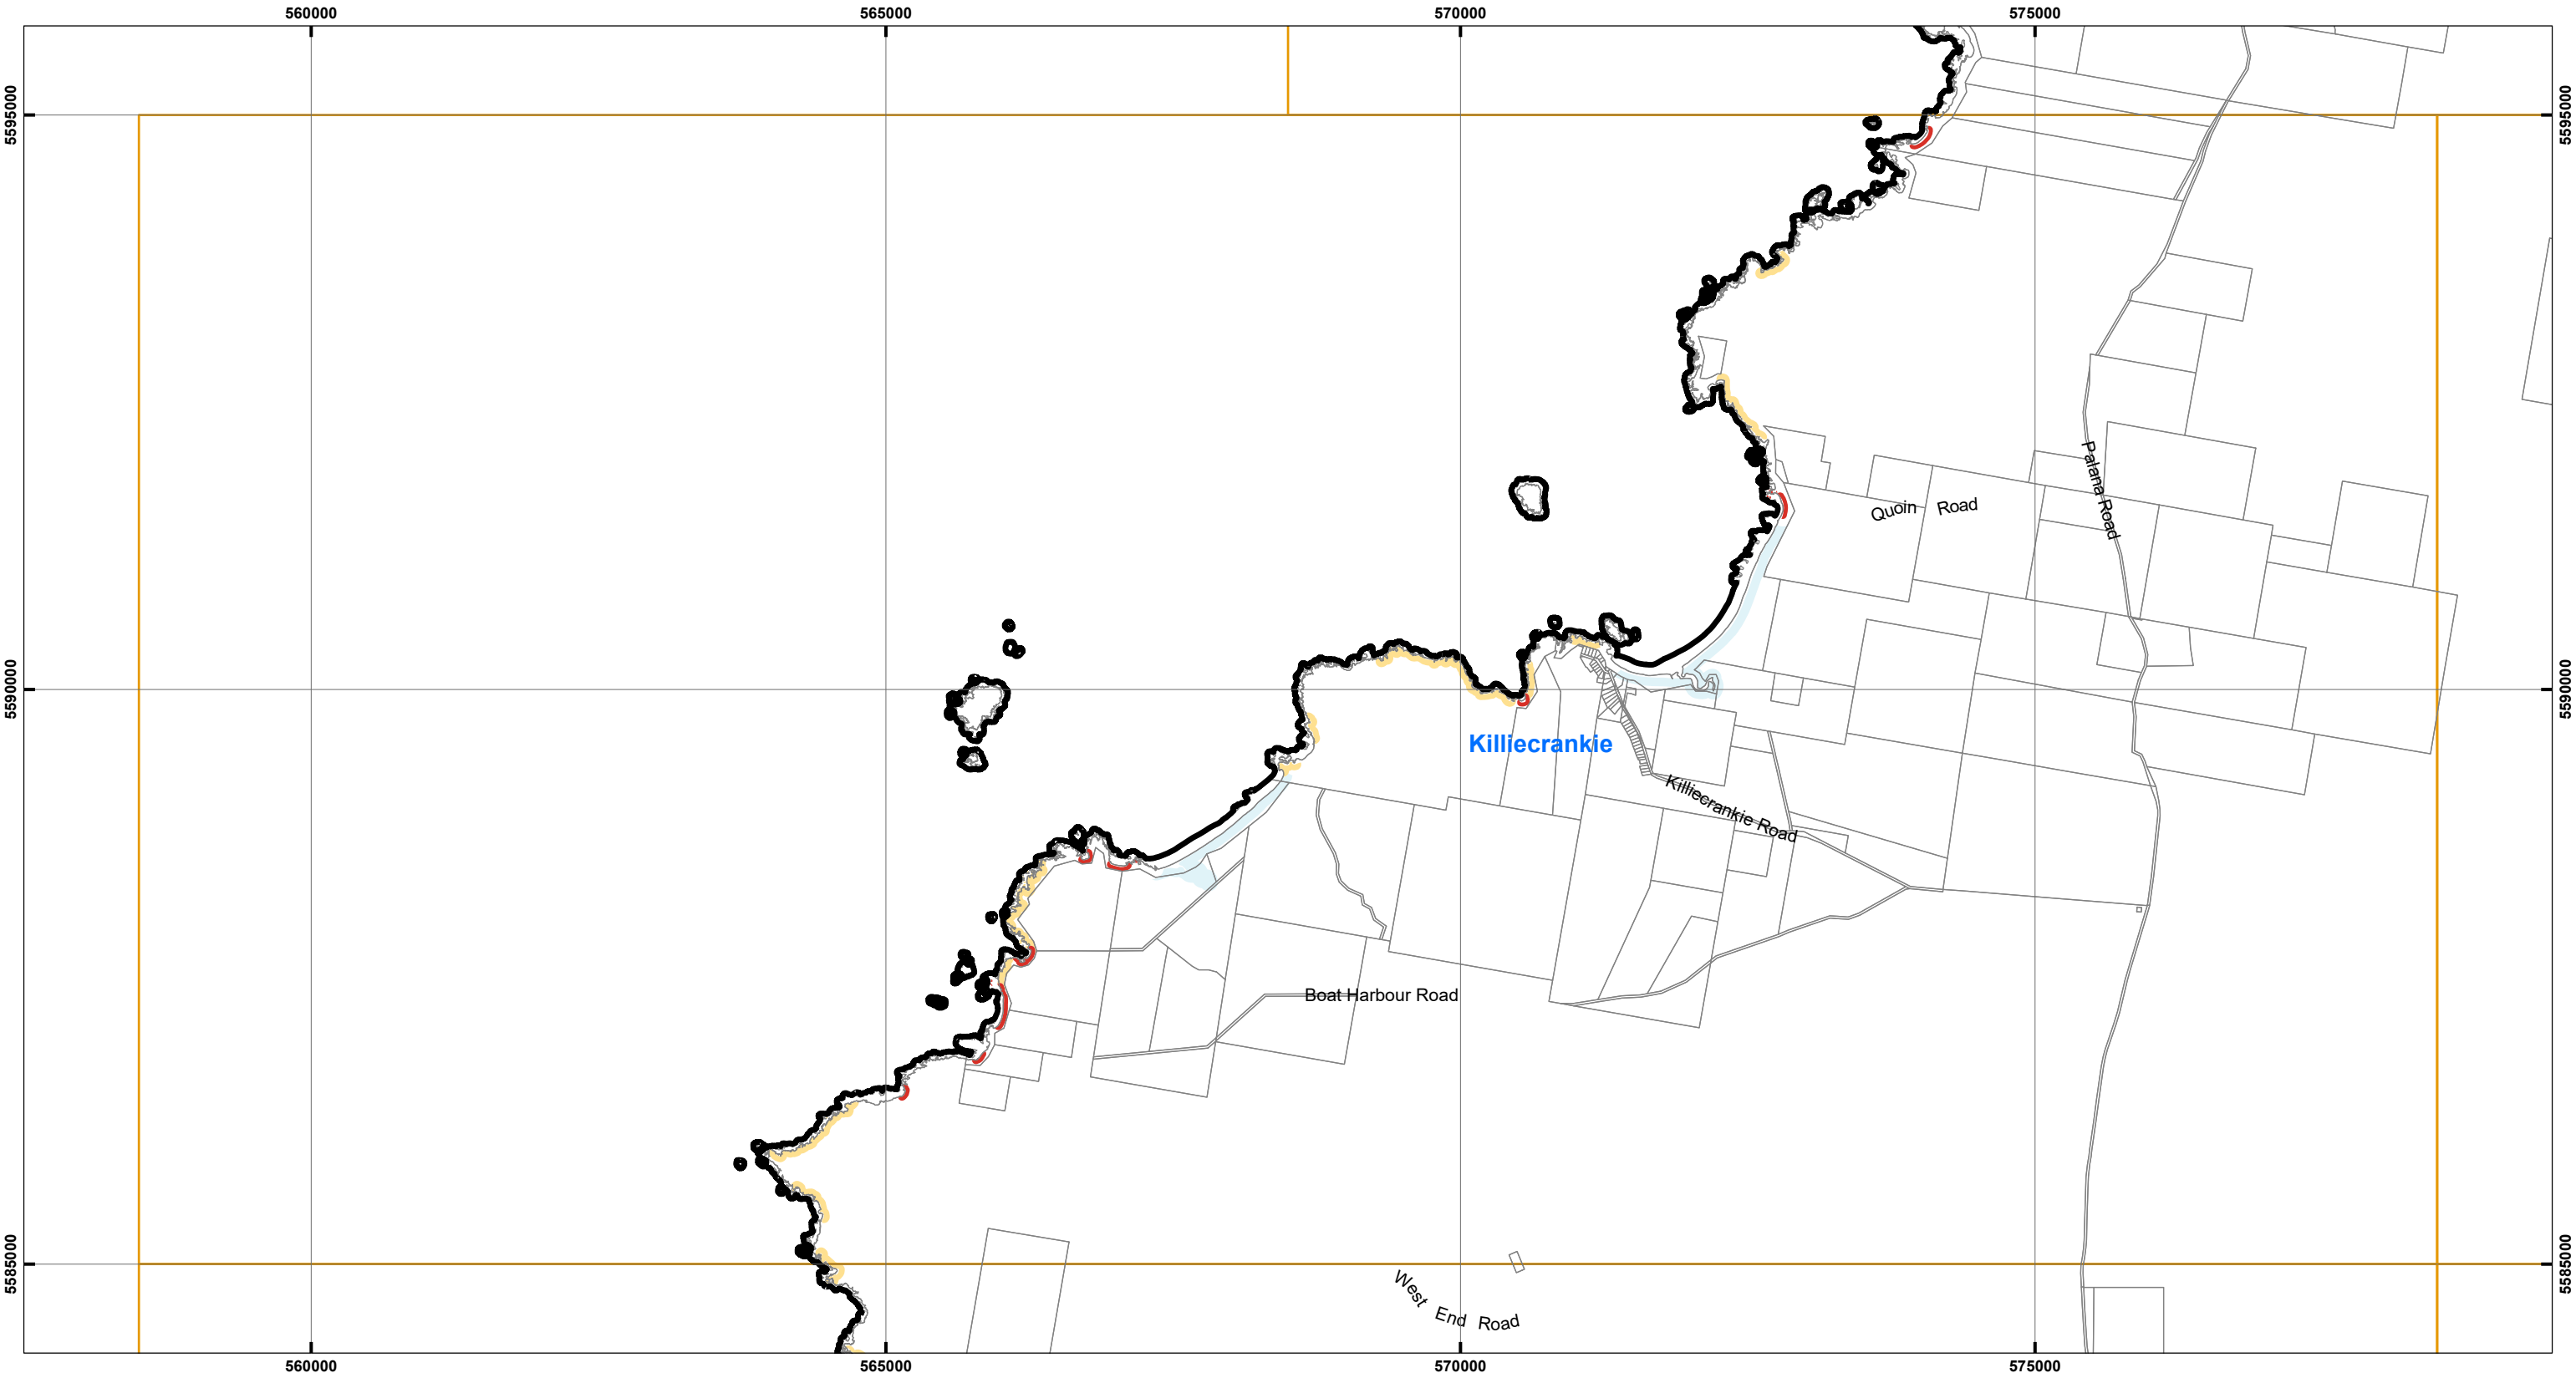 560000 565000 570000 575000
5595000 5595000
Palana Road
Quoin Road
5590000 5590000
Killiecrankie
Killiecrankie Road
Boat Harbour Road
5585000 5585000
West End Road
560000 565000 570000 575000